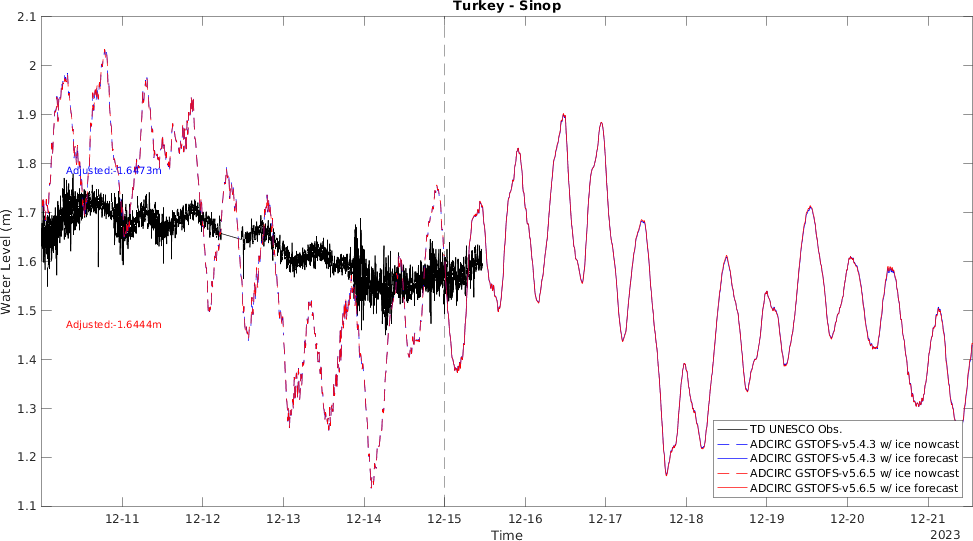 Turkey - Sinop
2.1
2
1.9
1.8
1.7
1.6
1.5
1.4
1.3
1.2
1.1
Water Level (m)
Adjusted:-1.6473m
Adjusted:-1.6444m
TD UNESCO Obs.
ADCIRC GSTOFS-v5.4.3 w/ ice nowcast
ADCIRC GSTOFS-v5.4.3 w/ ice forecast
ADCIRC GSTOFS-v5.6.5 w/ ice nowcast
ADCIRC GSTOFS-v5.6.5 w/ ice forecast
12-11 12-12 12-13 12-14 12-15 12-16 12-17 12-18 12-19 12-20 12-21
Time
2023